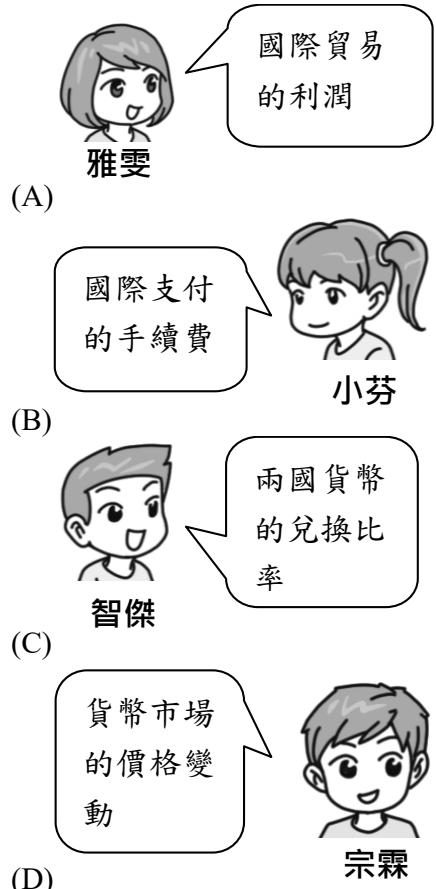 國際貿易
的利潤
雅雯
(A)
國際支付
的手續費
小芬
(B)
兩國貨幣
的兌換比
率
智傑
(C)
貨幣市場
的價格變
動
宗霖
(D)